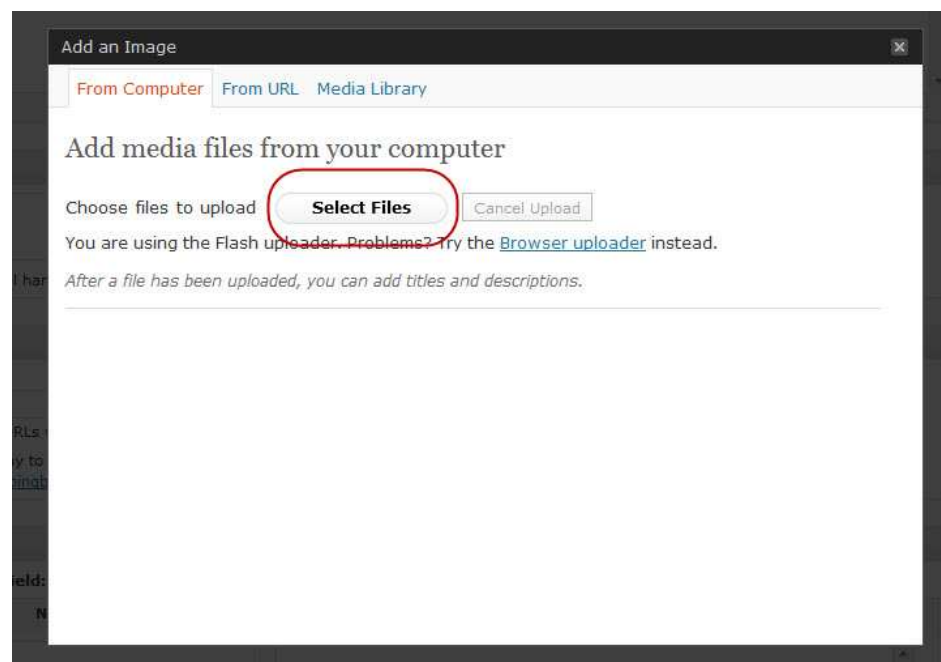 Add an Image
From Computer From URL Media Library
Add media files from your computer
Choose files to upload Select Files Cancel Upload
You are using the Flash uploader. Problems? Try the Browser uploader instead.
After a file has been uploaded, you can add titles and descriptions.